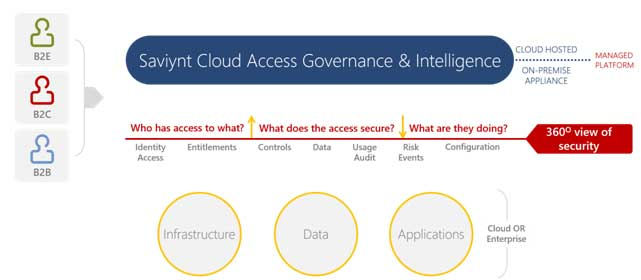 B2E
B2C
B2B
Saviynt Cloud Access Governance & Intelligence
CLOUD HOSTED
ON-PREMISE
APPLIANCE
MANAGED
PLATFORM
Who has access to what?
What does the access secure?
What are they doing?
Identity
Access
Entitlements
Controls
Data
Usage
Audit
Risk
Events
Configuration
360º view of
security
Infrastructure
Data
Applications
Cloud OR
Enterprise